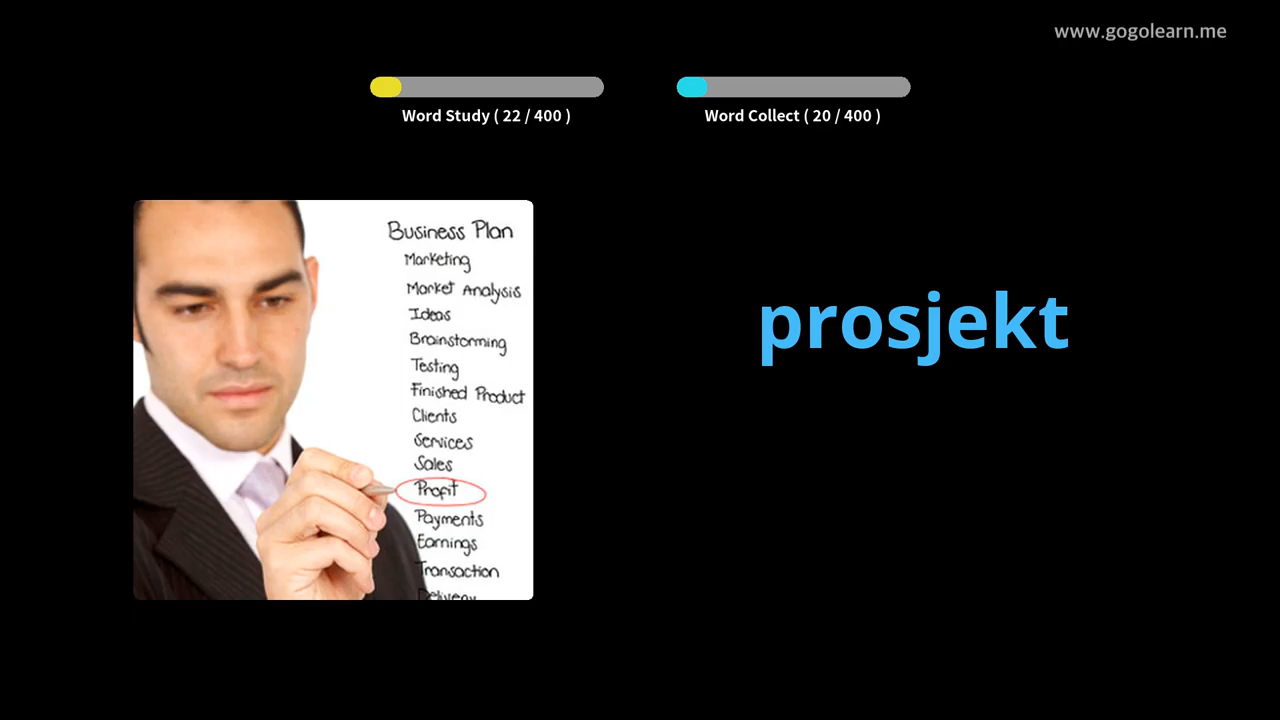 www.gogolearn.me
Word Study ( 22 / 400 )
Word Collect ( 20 / 400 )
Business Plan
Marketing
Market Analysis
Ideas
Brainstorming
Testing
Finished Product
Clients
Services
Sales
Profit
Payments
Earnings
Transaction
Delivery
prosjekt